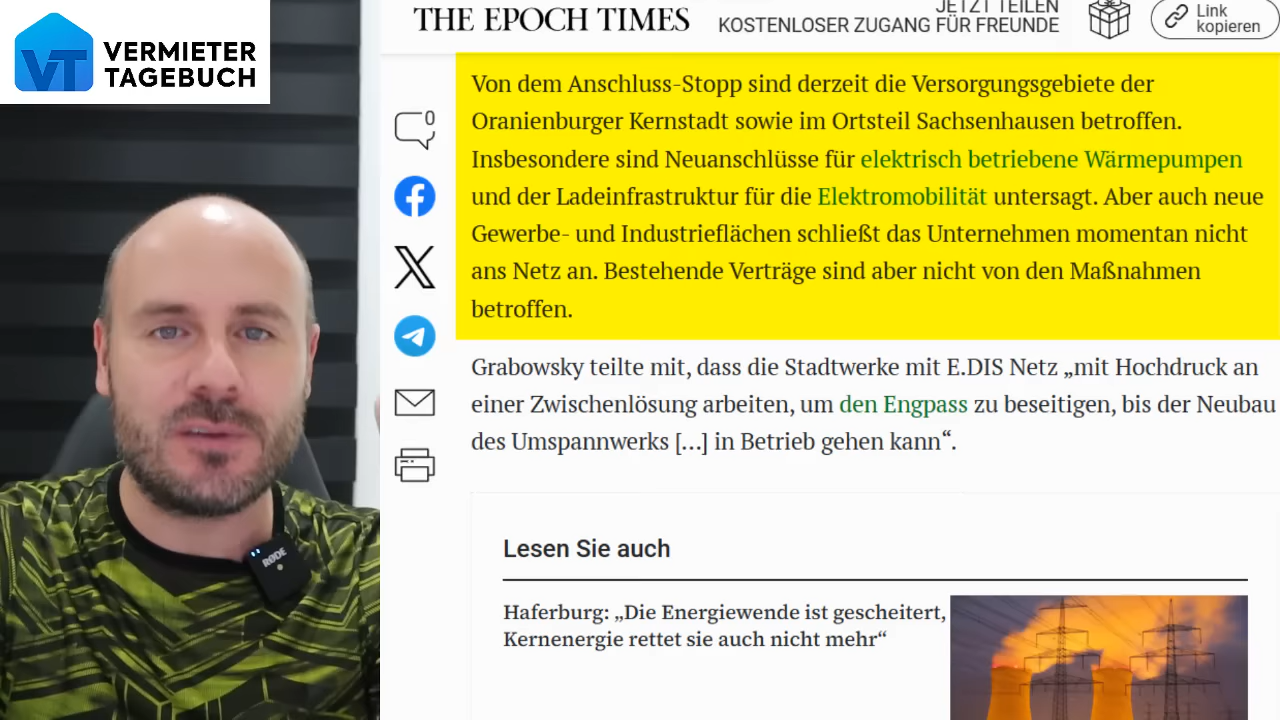 VT VERMIETER
TAGEBUCH
THE EPOCH TIMES
JETZT TEILEN
KOSTENLOSER ZUGANG FÜR FREUNDE
Link
kopieren
0
Von dem Anschluss-Stopp sind derzeit die Versorgungsgebiete der
Oranienburger Kernstadt sowie im Ortsteil Sachsenhausen betroffen.
Insbesondere sind Neuanschlüsse für elektrisch betriebene Wärmepumpen
und der Ladeinfrastruktur für die Elektromobilität untersagt. Aber auch neue
Gewerbe- und Industrieflächen schließt das Unternehmen momentan nicht
ans Netz an. Bestehende Verträge sind aber nicht von den Maßnahmen
betroffen.
Grabowsky teilte mit, dass die Stadtwerke mit E.DIS Netz „mit Hochdruck an
einer Zwischenlösung arbeiten, um den Engpass zu beseitigen, bis der Neubau
des Umspannwerks [...] in Betrieb gehen kann“.
Lesen Sie auch
Haferburg: „Die Energiewende ist gescheitert,
Kernenergie rettet sie auch nicht mehr“
RØDE